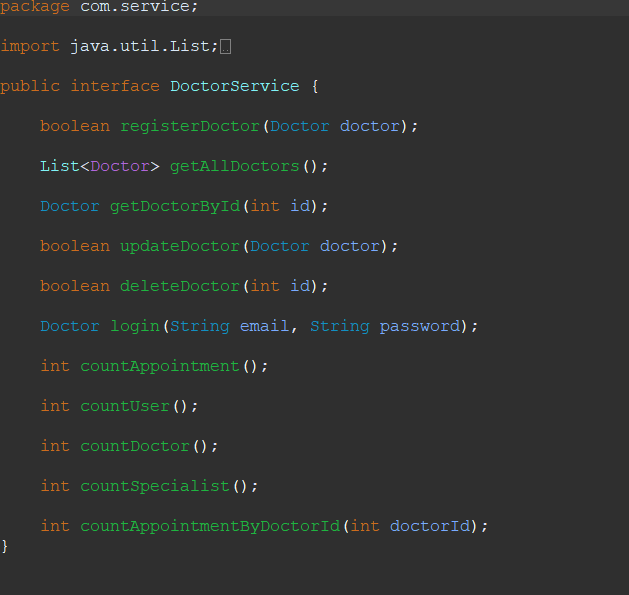 package com.service;
import java.util.List;
public interface DoctorService {
boolean registerDoctor(Doctor doctor);
List<Doctor> getAllDoctors();
Doctor getDoctorById(int id);
boolean updateDoctor(Doctor doctor);
boolean deleteDoctor(int id);
Doctor login(String email, String password);
int countAppointment();
int countUser();
int countDoctor();
int countSpecialist();
int countAppointmentByDoctorId(int doctorId);
}